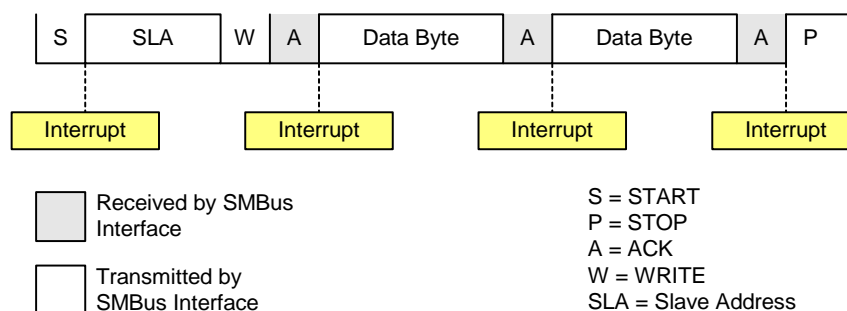 S SLA W A Data Byte A Data Byte A P
Interrupt Interrupt Interrupt Interrupt
Received by SMBus
Interface
Transmitted by
SMBus Interface
S = START
P = STOP
A = ACK
W = WRITE
SLA = Slave Address